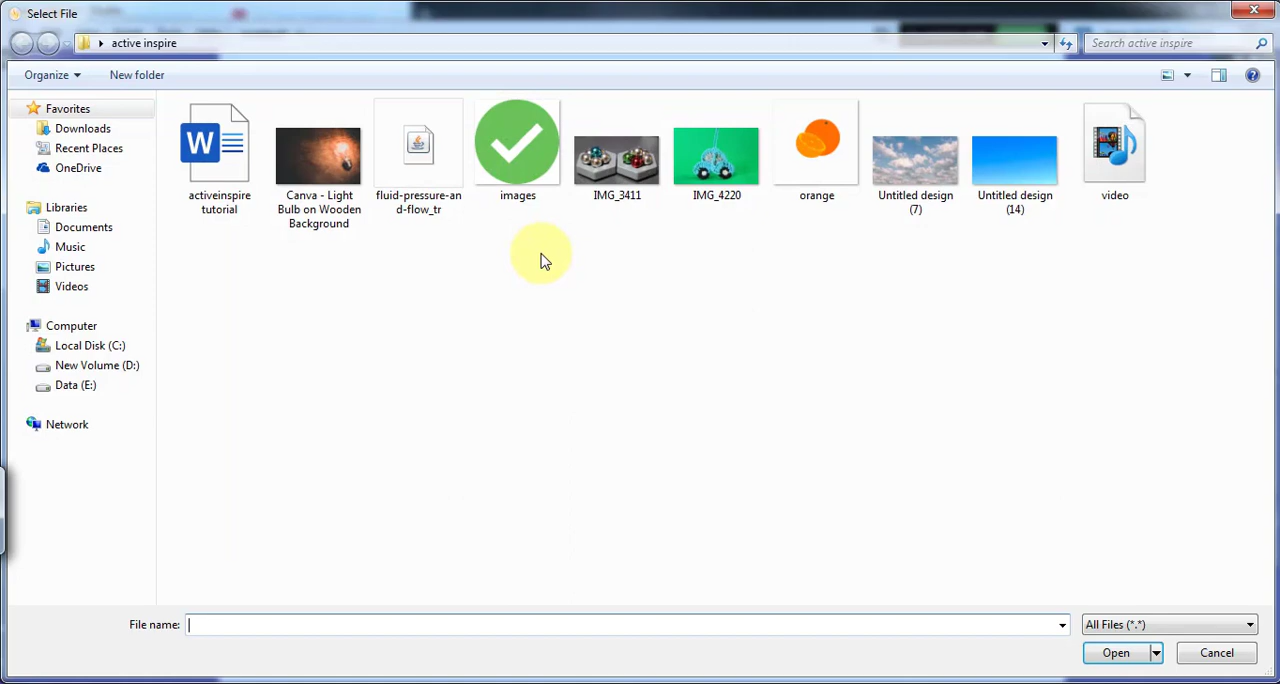 Select File
active inspire
Search active inspire
Organize
New folder
Favorites
Downloads
Recent Places
OneDrive
Libraries
Documents
Music
Pictures
Videos
Computer
Local Disk (C:)
New Volume (D:)
Data (E:)
Network
W
activeinspire
tutorial
Canva - Light
Bulb on Wooden
Background
fluid-pressure-an
d-flow_tr
images
IMG_3411
IMG_4220
orange
Untitled design
(7)
Untitled design
(14)
video
File name:
All Files (*.*)
Open
Cancel